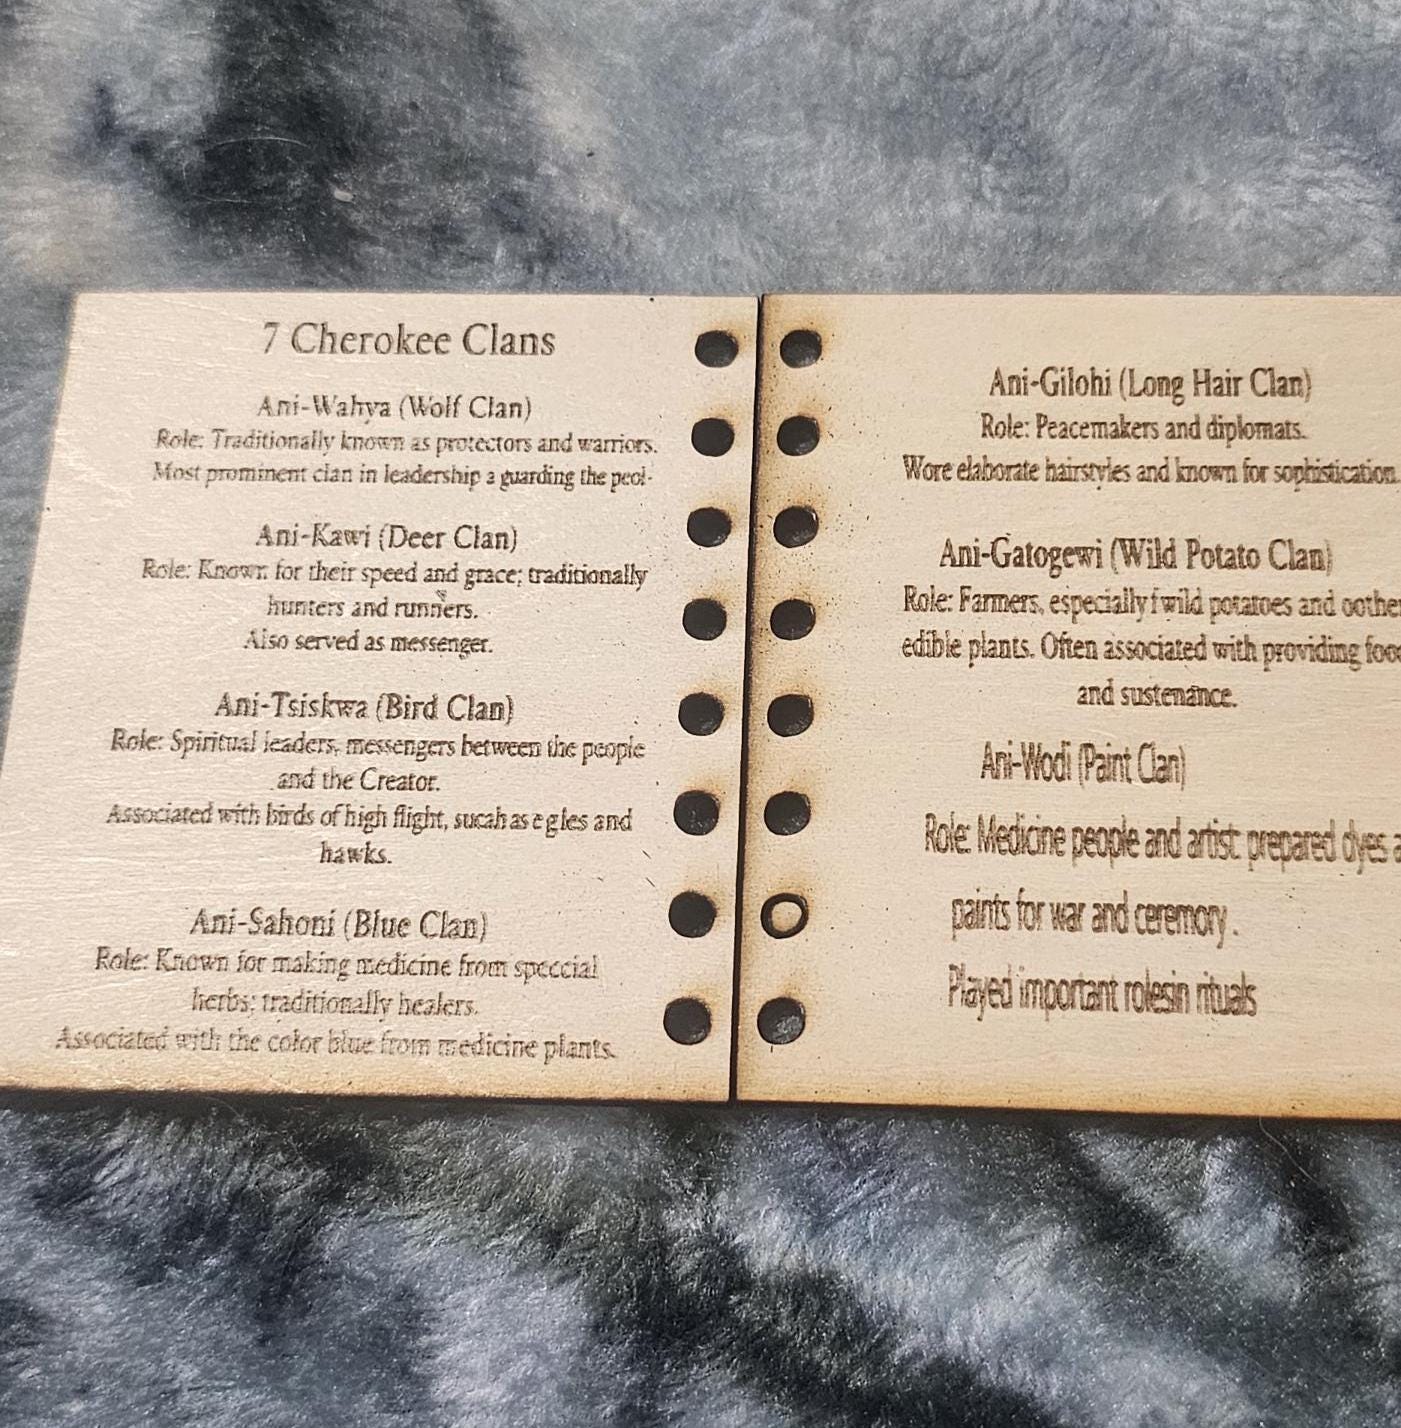 7 Cherokee Clans
Ani-Wahya (Wolf Clan)
Role: Traditionally known as protectors and warriors.
Most prominent clan in leadership a guarding the peol-
Ani-Kawi (Deer Clan)
Role: Known for their speed and grace; traditionally
hunters and runners.
Also served as messenger.
Ani-Tsiskwa (Bird Clan)
Role: Spiritual leaders, messengers between the people
and the Creator.
Associated with birds of high flight, sucah as e gles and
hawks.
Ani-Sahoni (Blue Clan)
Role: Known for making medicine from speccial
herbs; traditionally healers.
Associated with the color blue from medicine plants.
Ani-Gilohi (Long Hair Clan)
Role: Peacemakers and diplomats.
Wore elaborate hairstyles and known for sophistication.
Ani-Gatogewi (Wild Potato Clan)
Role: Farmers, especially f wild potatoes and oother
edible plants. Often associated with providing food
and sustenance.
Ani-Wodi (Paint Clan)
Role: Medicine people and artist: prepared dyes a
paints for war and ceremory.
Played important rolesin rituals